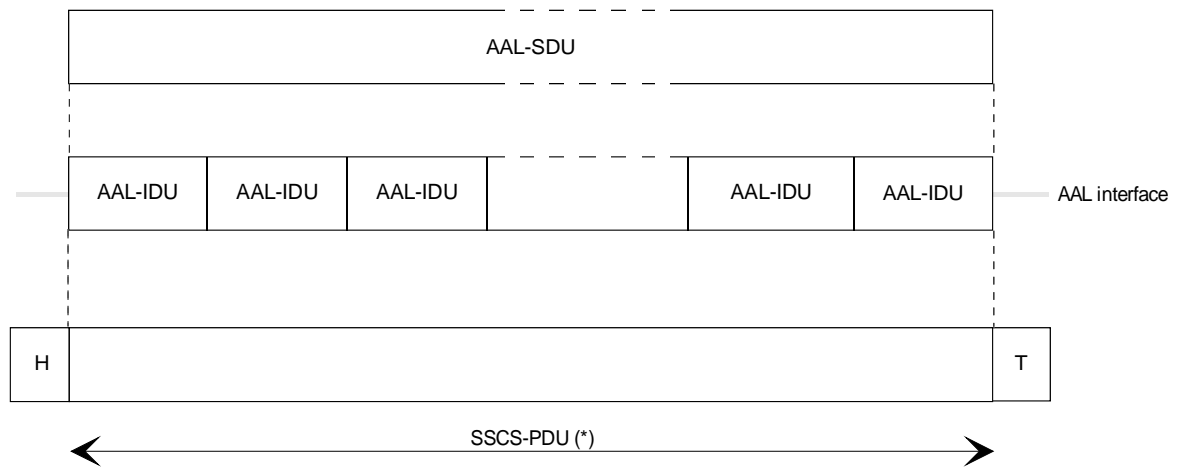 AAL-SDU
AAL-IDU AAL-IDU AAL-IDU AAL-IDU AAL-IDU AAL interface
H T
SSCS-PDU (*)